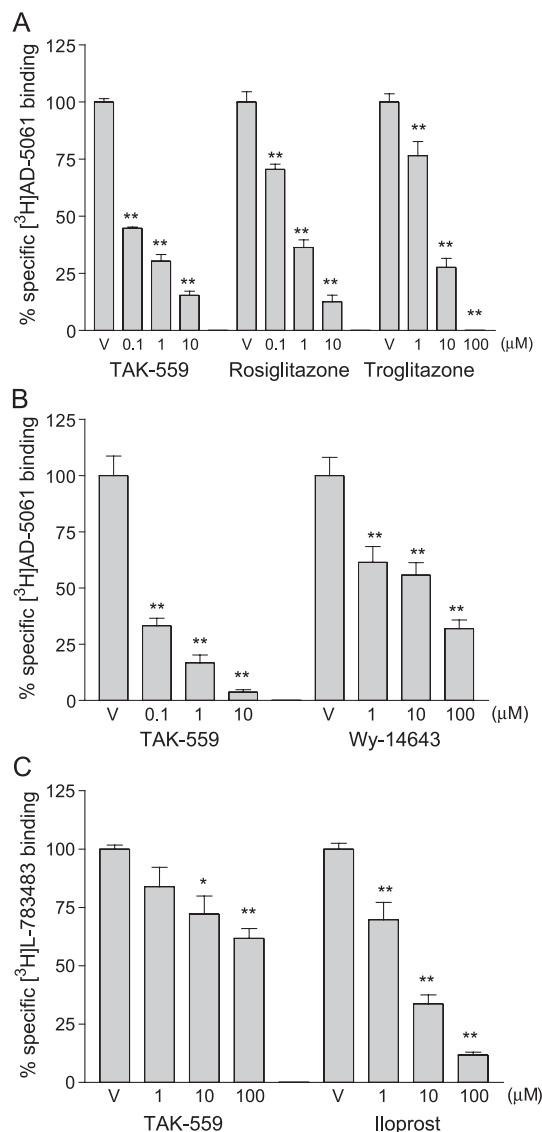 A
% specific [³H]AD-5061 binding
125
100
75
50
25
0
** ** **
** ** **
** ** **
V 0.1 1 10 V 0.1 1 10 V 1 10 100 (μM)
TAK-559 Rosiglitazone Troglitazone
B
% specific [³H]AD-5061 binding
125
100
75
50
25
0
** ** **
** ** **
V 0.1 1 10 V 1 10 100 (μM)
TAK-559 Wy-14643
C
% specific [³H]L-783483 binding
125
100
75
50
25
0
* **
** ** **
V 1 10 100 V 1 10 100 (μM)
TAK-559 Iloprost